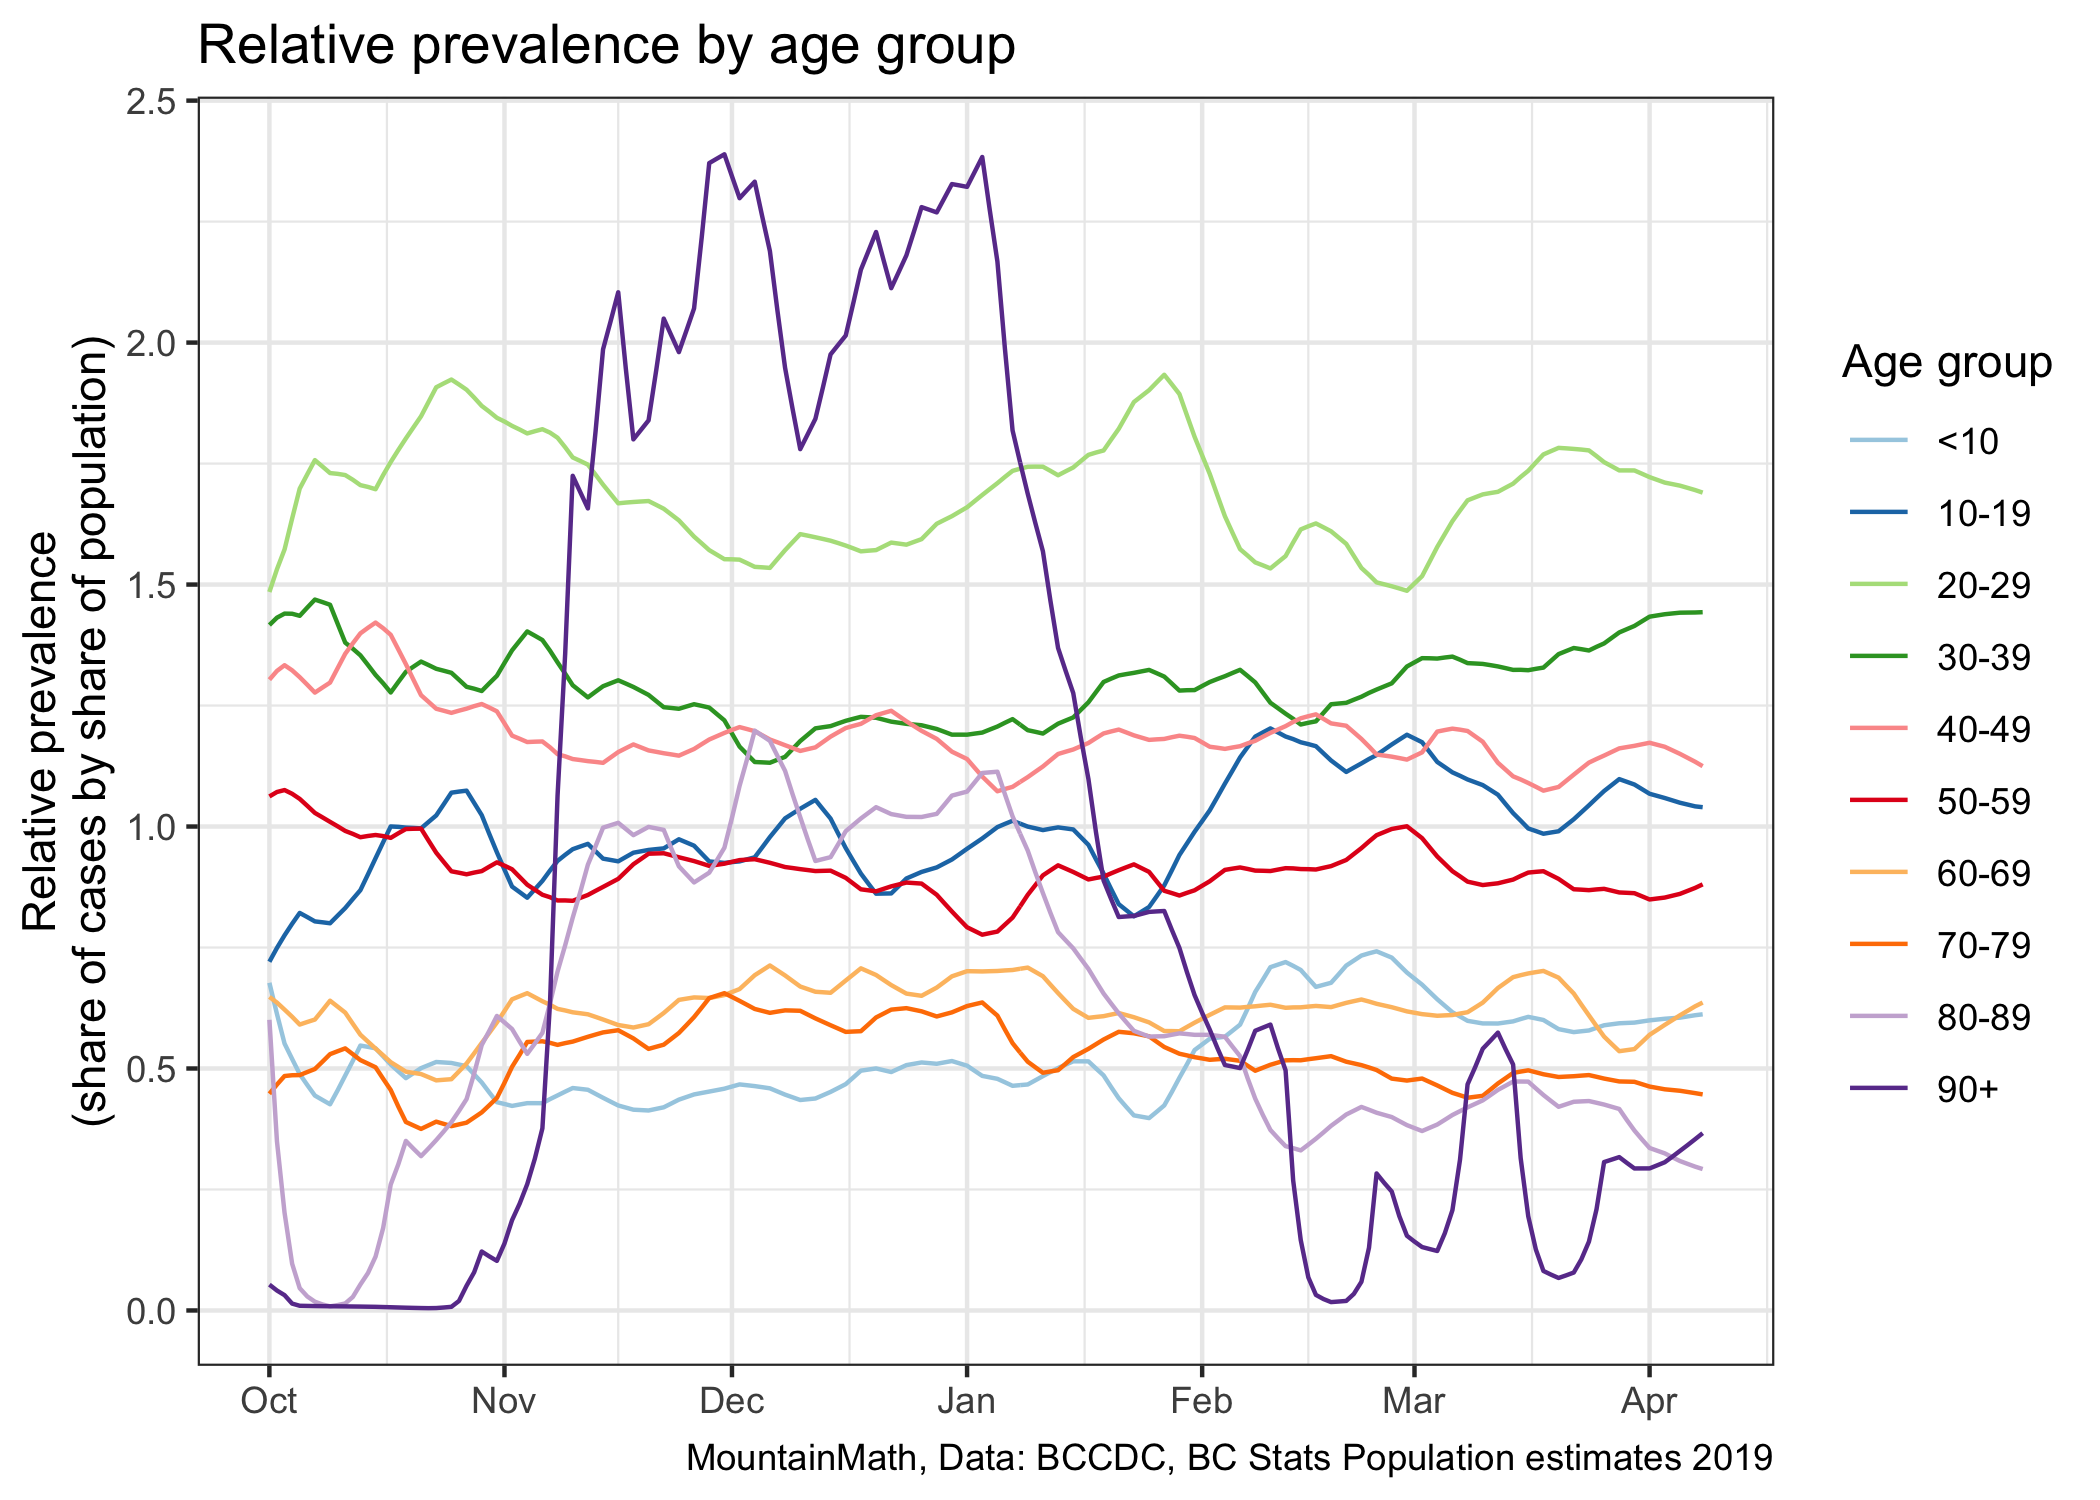 Relative prevalence by age group
Relative prevalence
(share of cases by share of population)
2.5
2.0
1.5
1.0
0.5
0.0
Oct Nov Dec Jan Feb Mar Apr
Age group
<10
10-19
20-29
30-39
40-49
50-59
60-69
70-79
80-89
90+
MountainMath, Data: BCCDC, BC Stats Population estimates 2019